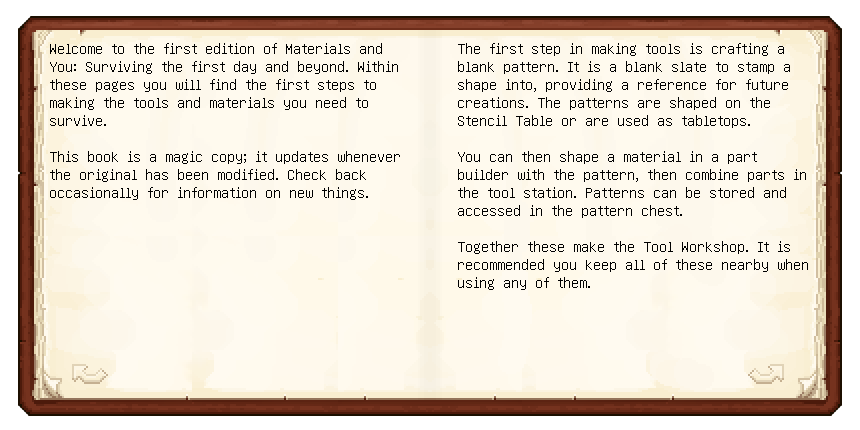 Welcome to the first edition of Materials and
You: Surviving the first day and beyond. Within
these pages you will find the first steps to
making the tools and materials you need to
survive.
This book is a magic copy; it updates whenever
the original has been modified. Check back
occasionally for information on new things.
The first step in making tools is crafting a
blank pattern. It is a blank slate to stamp a
shape into, providing a reference for future
creations. The patterns are shaped on the
Stencil Table or are used as tabletops.
You can then shape a material in a part
builder with the pattern, then combine parts in
the tool station. Patterns can be stored and
accessed in the pattern chest.
Together these make the Tool Workshop. It is
recommended you keep all of these nearby when
using any of them.